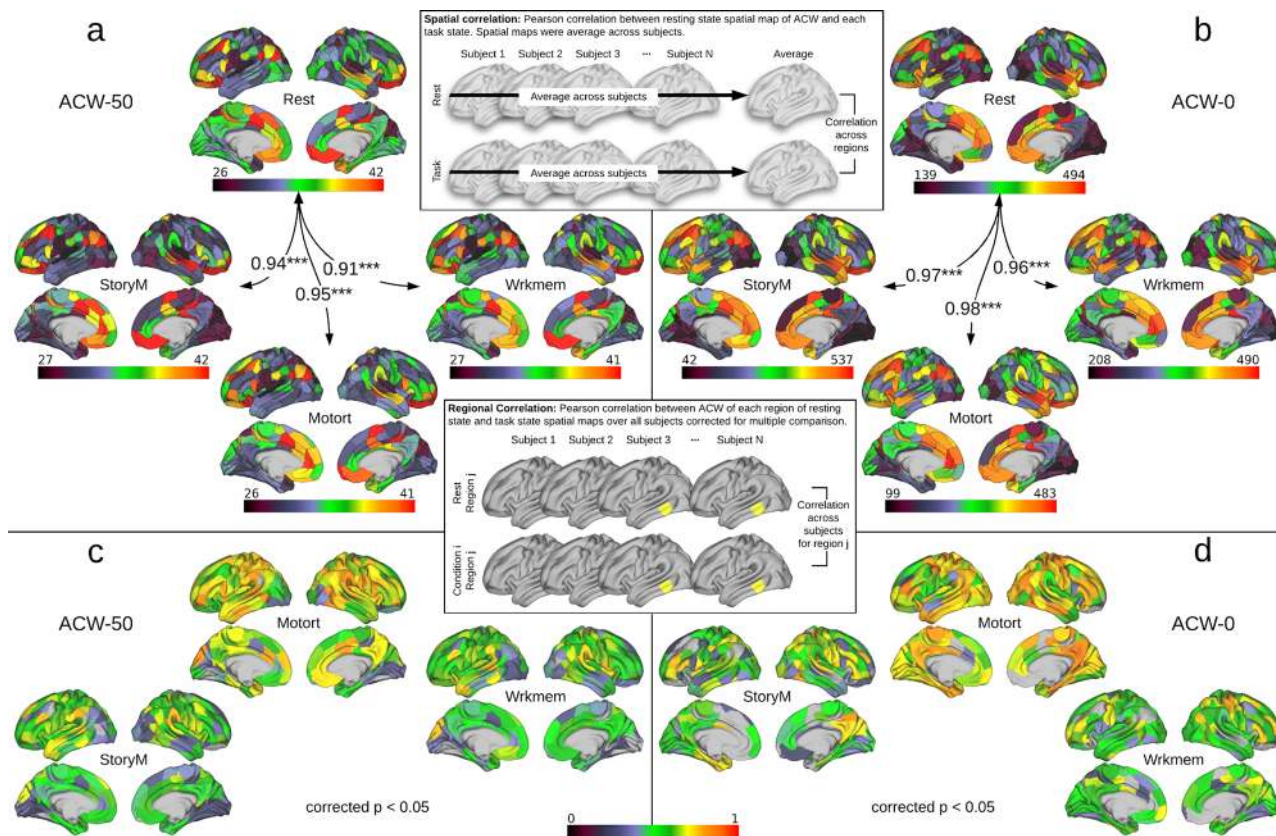 a
ACW-50
Rest
26 42
Spatial correlation: Pearson correlation between resting state spatial map of ACW and each
task state. Spatial maps were average across subjects.
Subject 1 Subject 2 Subject 3 ... Subject N Average
Rest
Average across subjects
Task
Average across subjects
Correlation
across
regions
b
ACW-0
Rest
139 494
0.94***
0.95***
0.91***
StoryM
27 42
Wrkmem
27 41
Motort
26 41
0.97***
0.98***
0.96***
StoryM
42 537
Wrkmem
208 490
Motort
99 483
Regional Correlation: Pearson correlation between ACW of each region of resting
state and task state spatial maps over all subjects corrected for multiple comparison.
Subject 1 Subject 2 Subject 3 ... Subject N
Rest
Region j
Condition i
Region j
Correlation
across
subjects
for region j
c
ACW-50
Motort
Wrkmem
StoryM
corrected p < 0.05
d
ACW-0
Motort
StoryM
Wrkmem
corrected p < 0.05
0 1